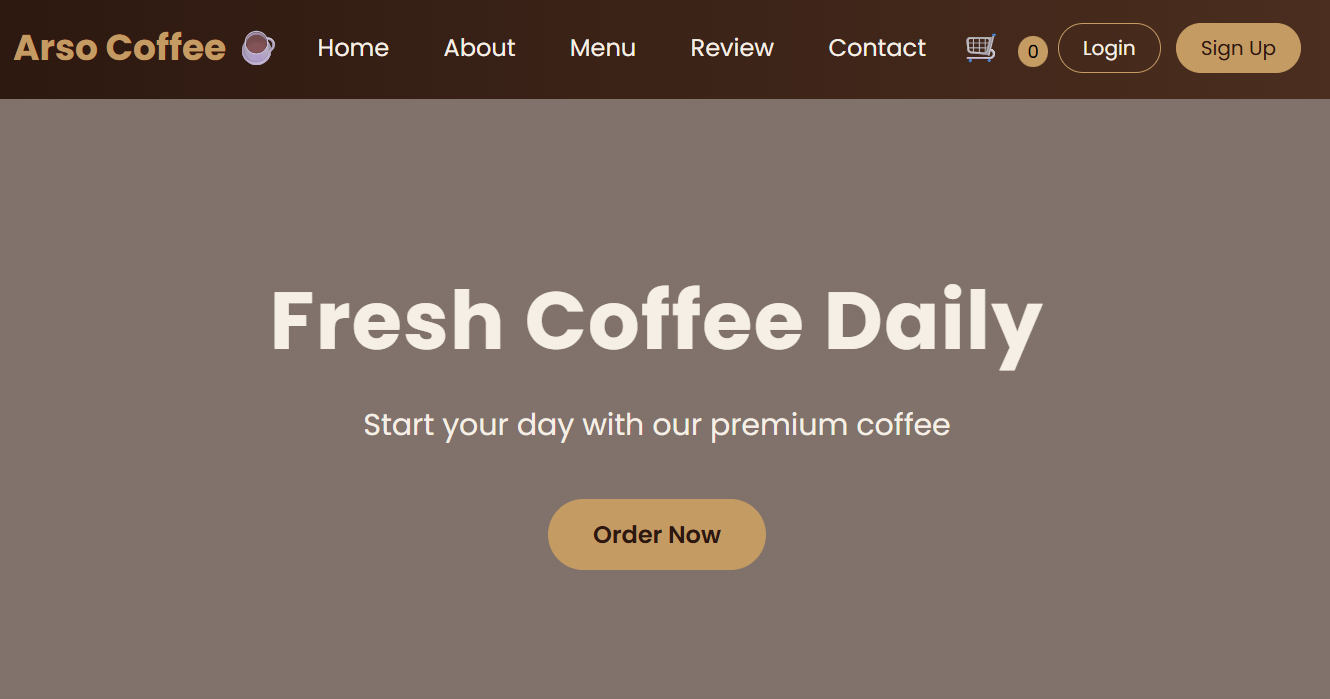 Arso Coffee Home About Menu Review Contact 0 Login Sign Up
Fresh Coffee Daily
Start your day with our premium coffee
Order Now